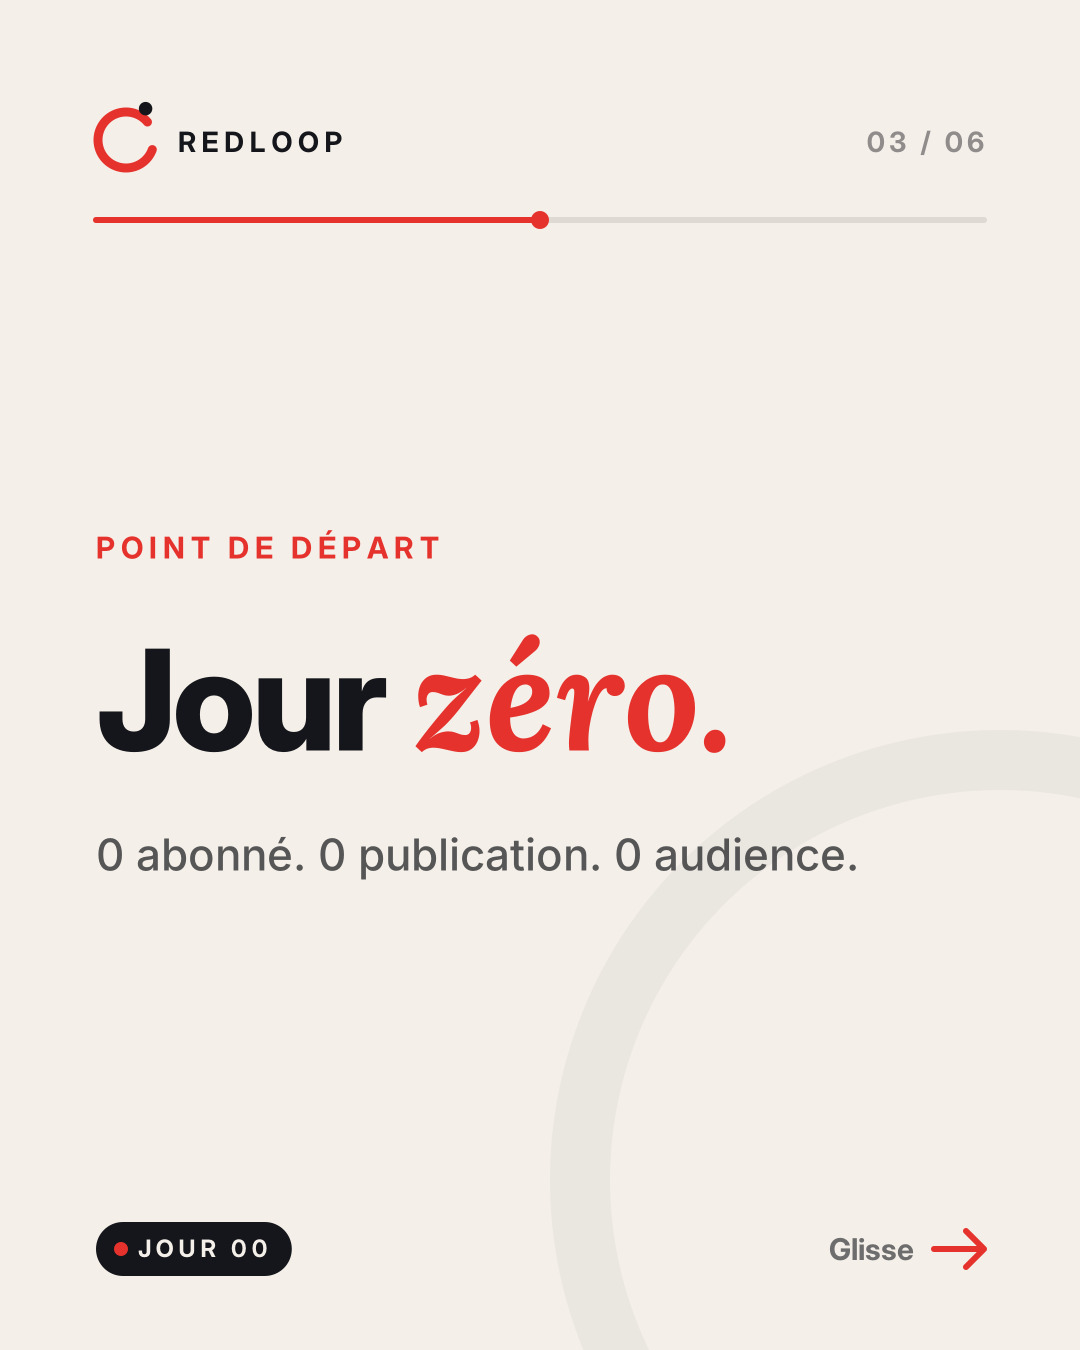 REDLOOP
03 / 06
POINT DE DÉPART
Jour zéro.
0 abonné. 0 publication. 0 audience.
JOUR 00
Glisse